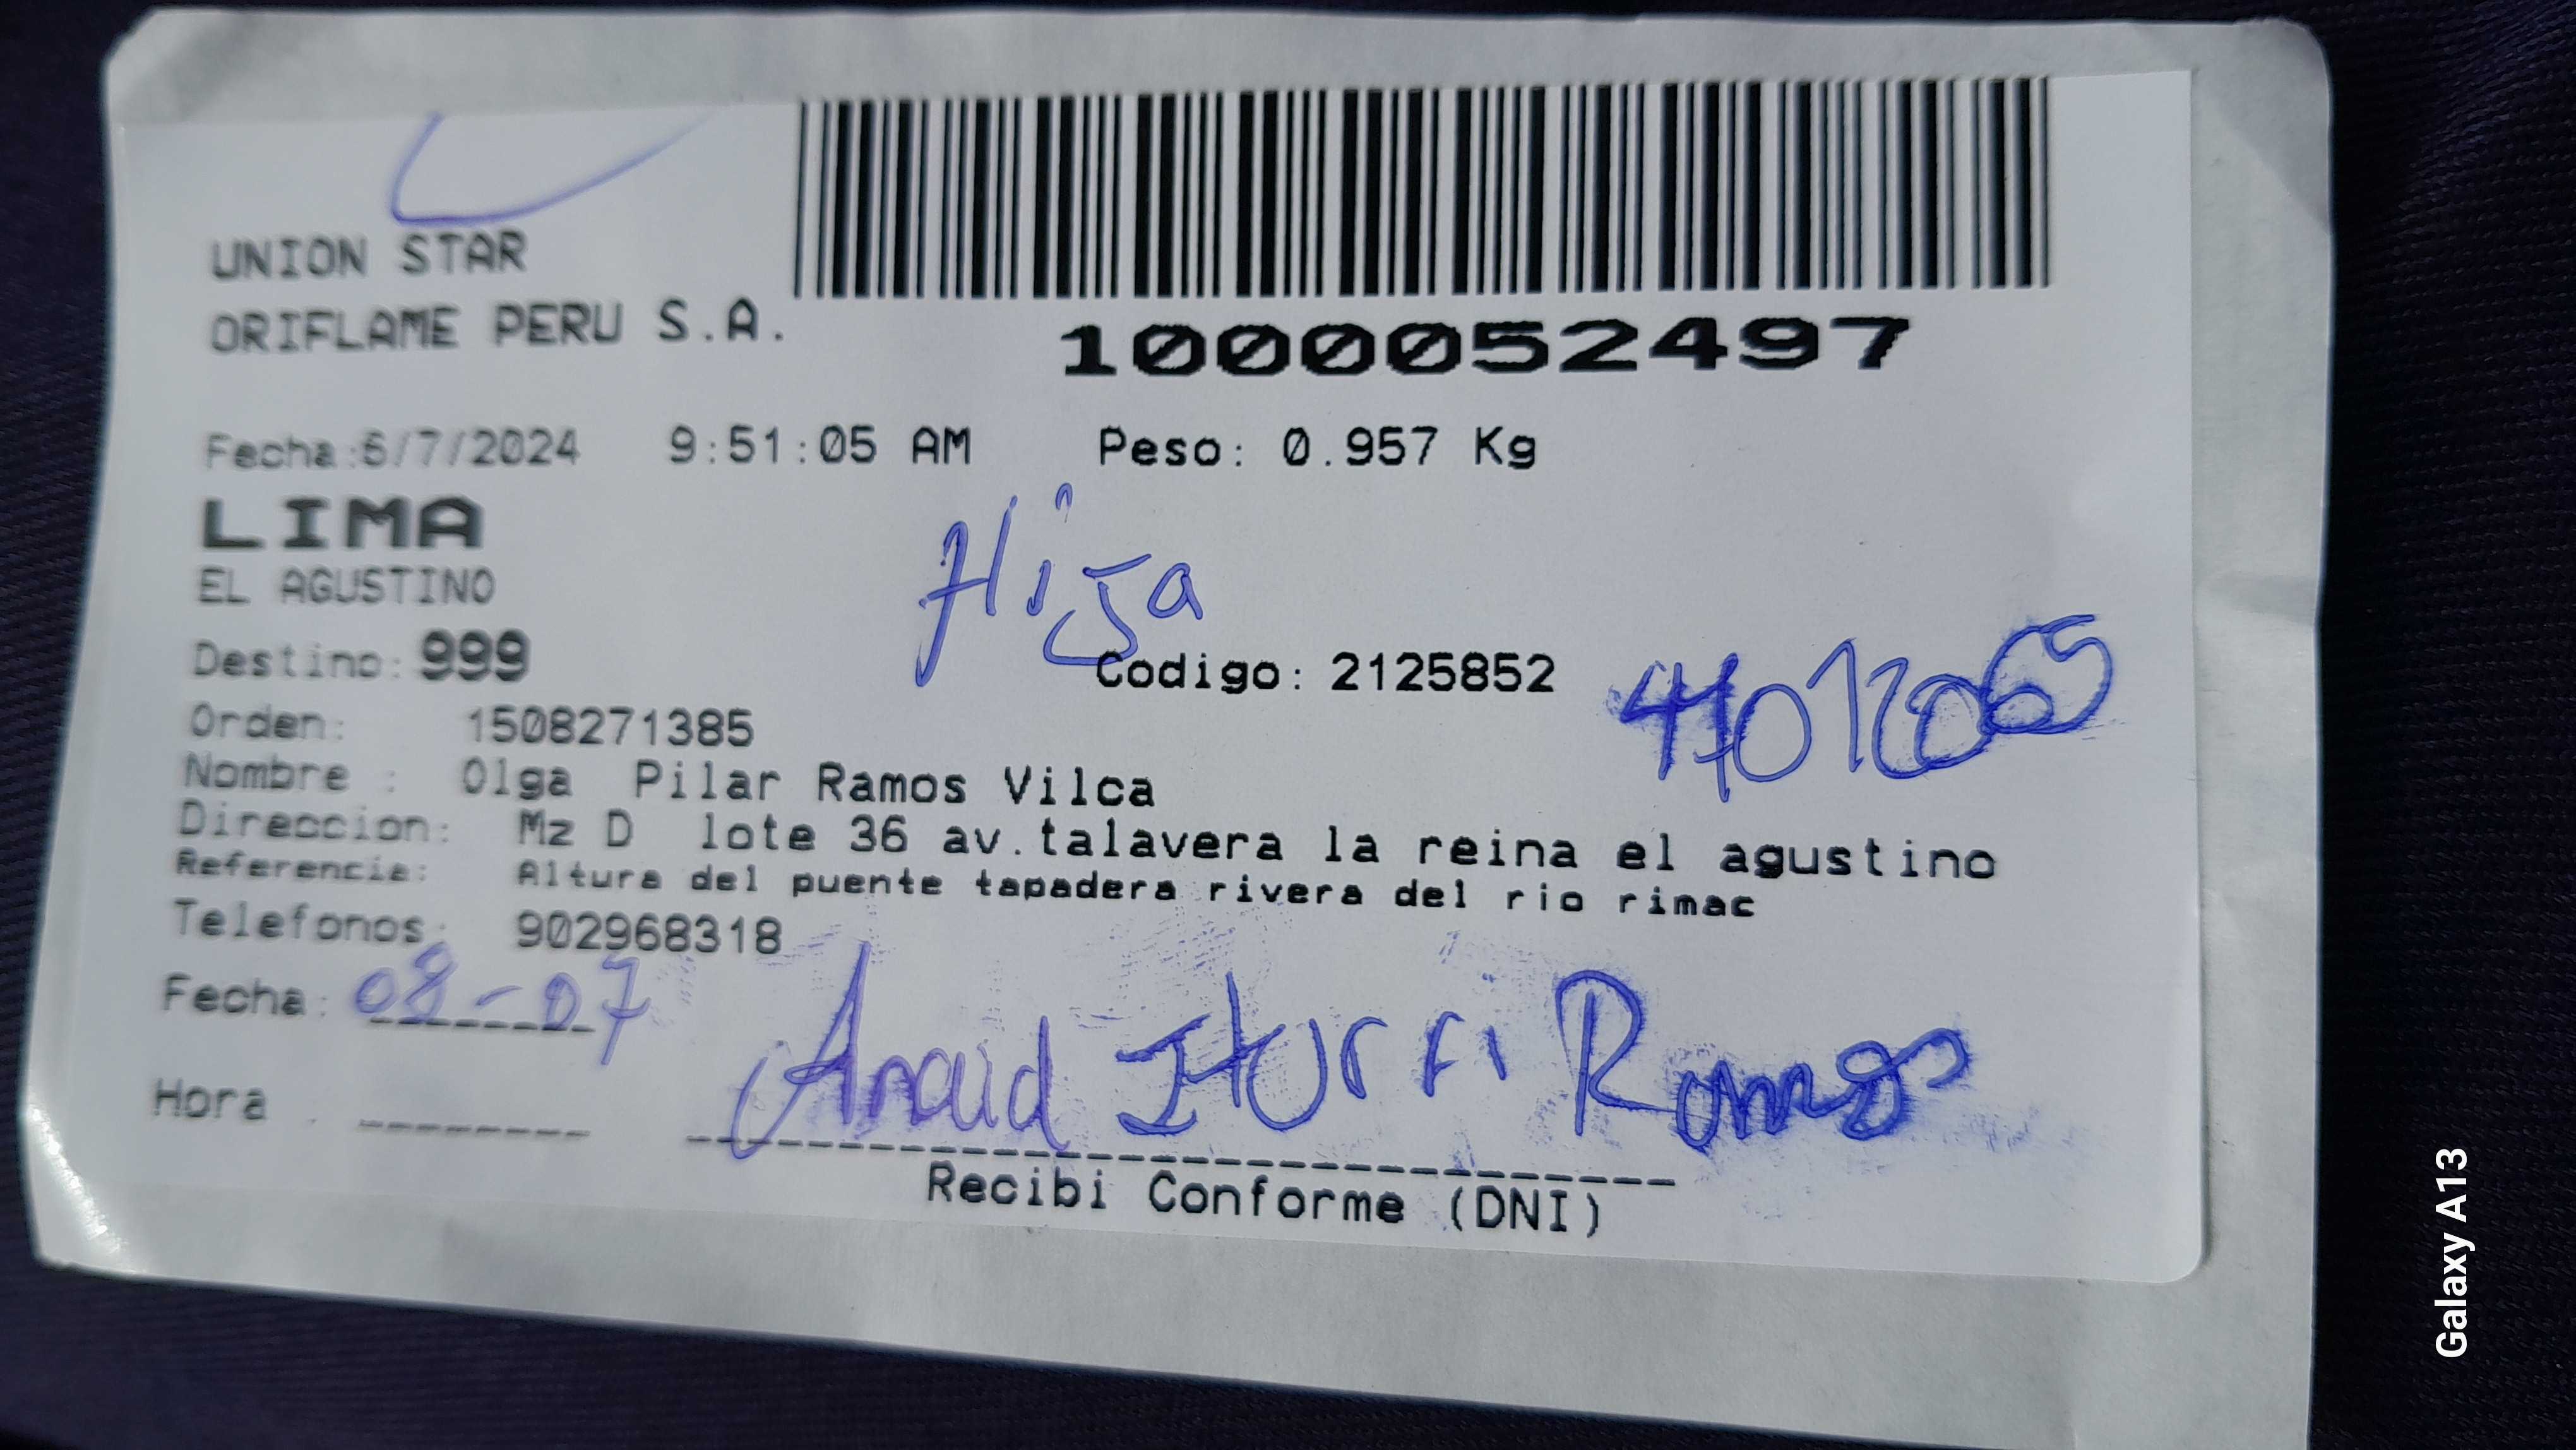 UNION STAR
ORIFLAME PERU S.A.
1000052497
Fecha:6/7/2024 9:51:05 AM Peso: 0.957 Kg
LIMA
EL AGUSTINO
Hija
Destino: 999
Codigo: 2125852
Orden: 1508271385
Nombre : Olga Pilar Ramos Vilca
Direccion: Mz D lote 36 av.talavera la reina el agustino
Referencia: Altura del puente tapadera rivera del rio rimac
Telefonos: 902968318
Fecha: 08-07
Anaid Iturri Ramos
Hora :
Recibi Conforme (DNI)
Galaxy A13